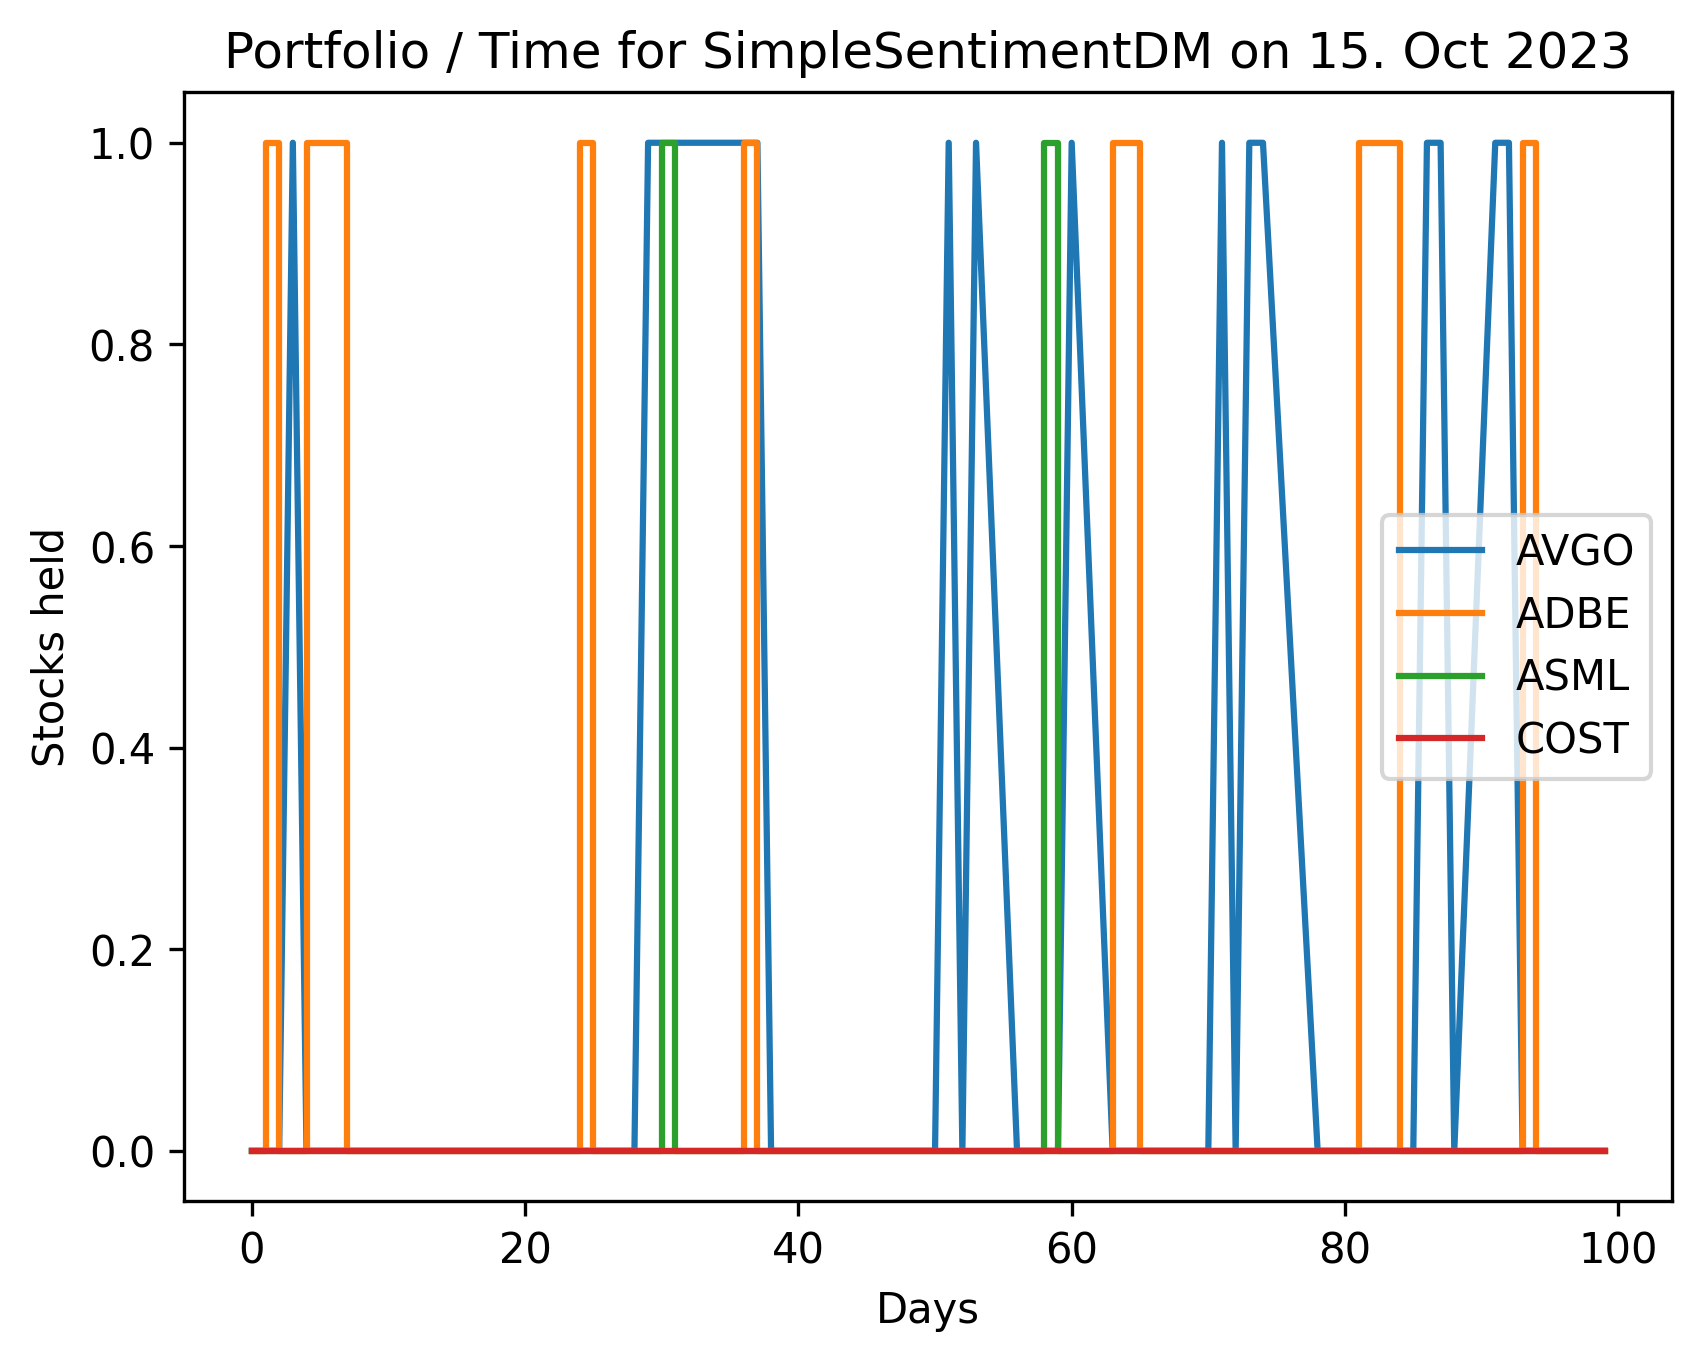 Portfolio / Time for SimpleSentimentDM on 15. Oct 2023
Stocks held
1.0
0.8
0.6
0.4
0.2
0.0
AVGO
ADBE
ASML
COST
0 20 40 60 80 100
Days